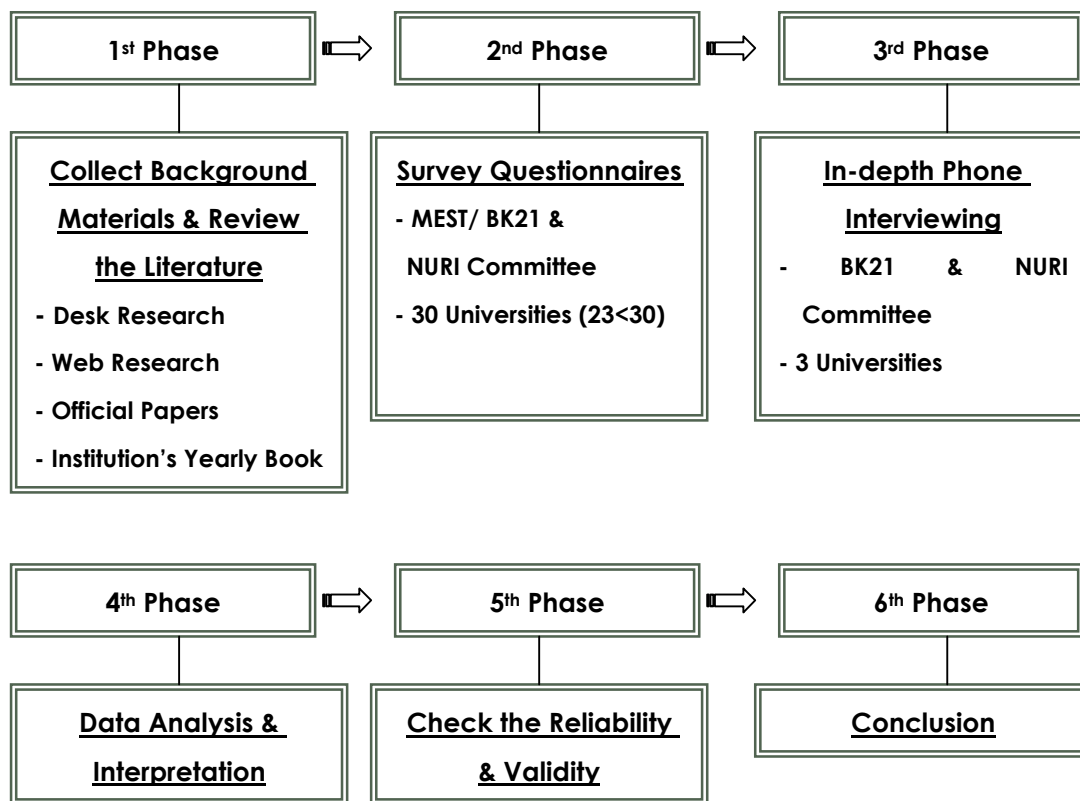 1st Phase
2nd Phase
3rd Phase
Collect Background
Materials & Review
the Literature
- Desk Research
- Web Research
- Official Papers
- Institution's Yearly Book
Survey Questionnaires
- MEST/ BK21 &
NURI Committee
- 30 Universities (23<30)
In-depth Phone
Interviewing
- BK21 & NURI
Committee
- 3 Universities
4th Phase
5th Phase
6th Phase
Data Analysis &
Interpretation
Check the Reliability
& Validity
Conclusion